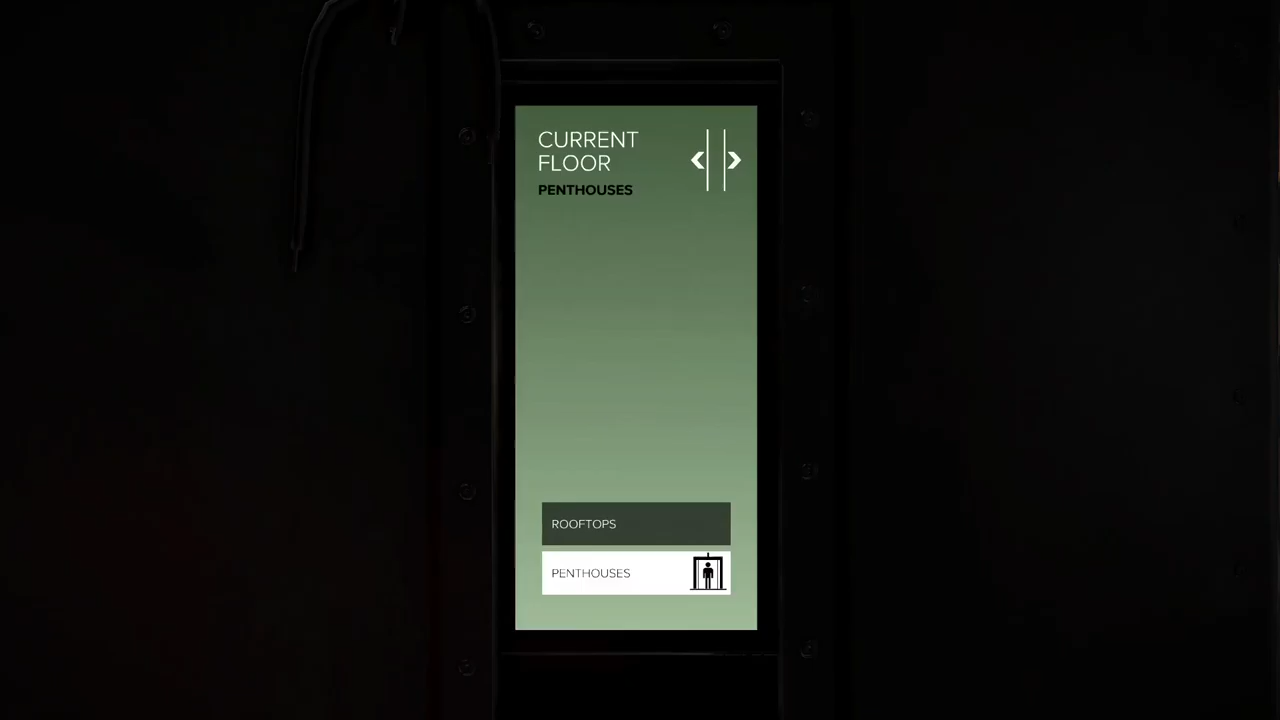 CURRENT
FLOOR
PENTHOUSES
ROOFTOPS
PENTHOUSES